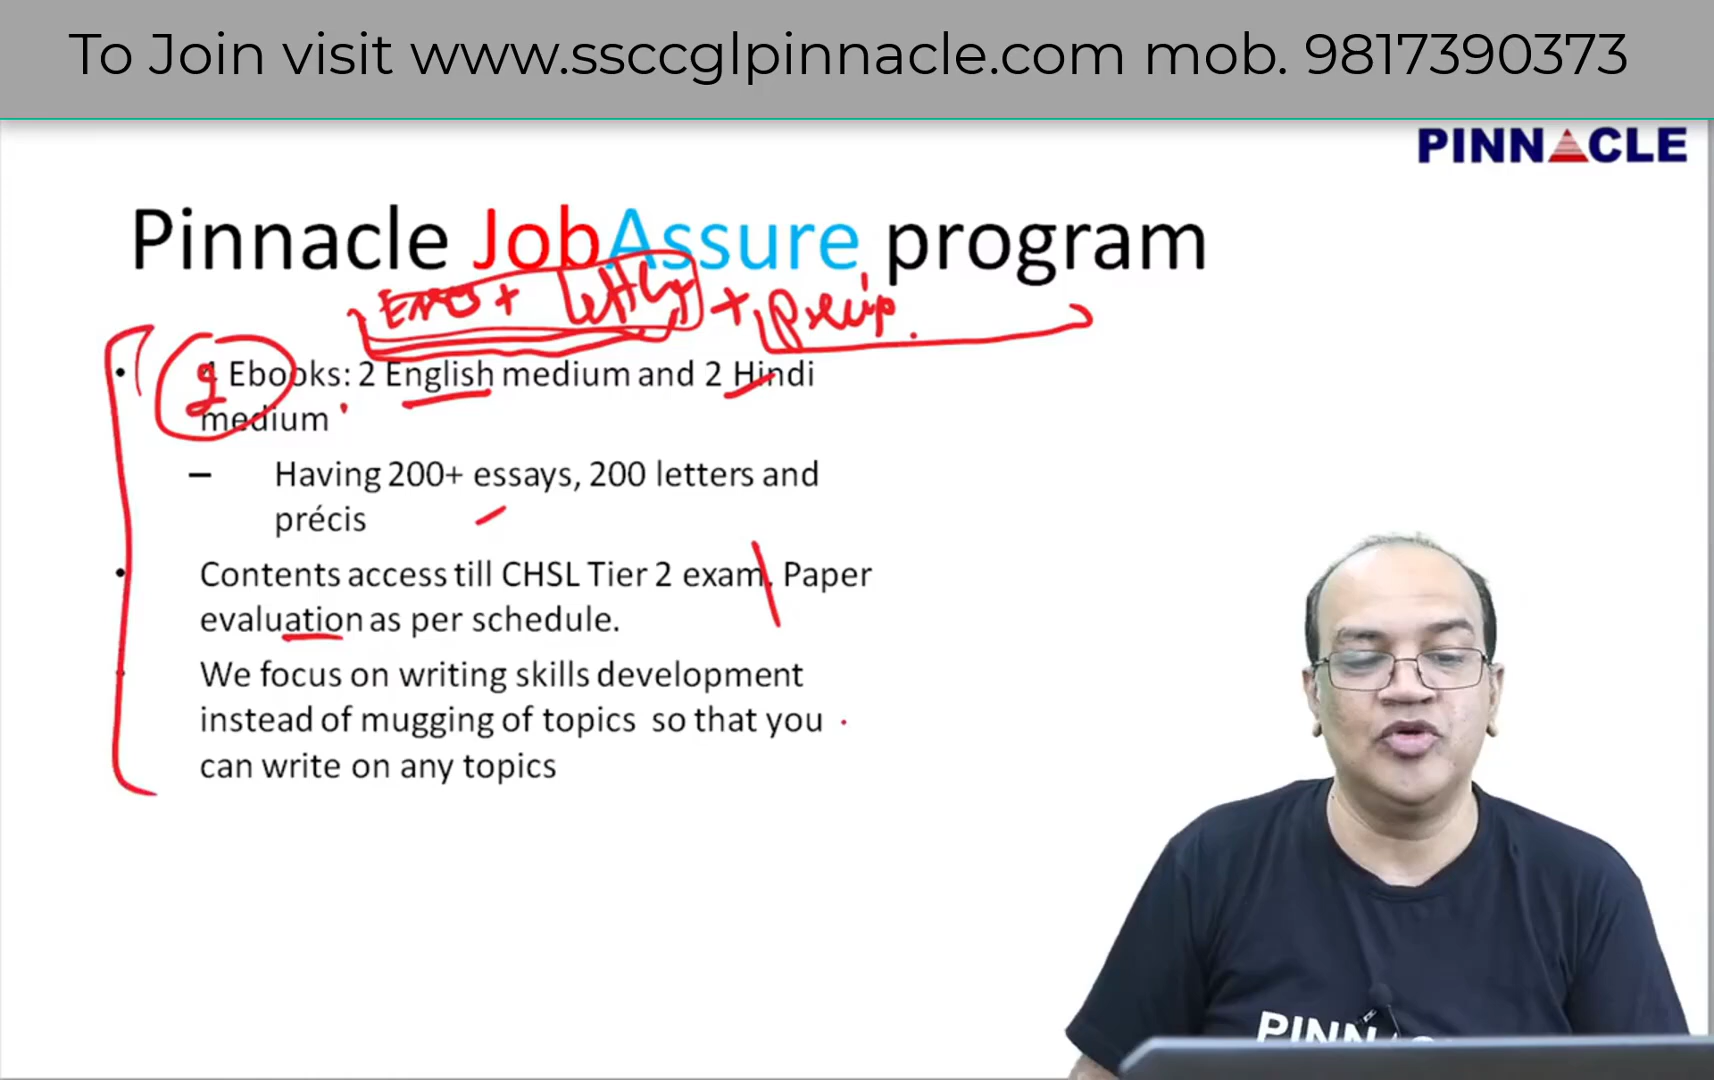 To Join visit www.ssccglpinnacle.com mob. 9817390373
PINNACLE
Pinnacle JobAssure program
+ letter + Precip
• Ebooks: 2 English medium and 2 Hindi
medium
– Having 200+ essays, 200 letters and
précis
• Contents access till CHSL Tier 2 exam. Paper
evaluation as per schedule.
• We focus on writing skills development
instead of mugging of topics so that you
can write on any topics
PINN